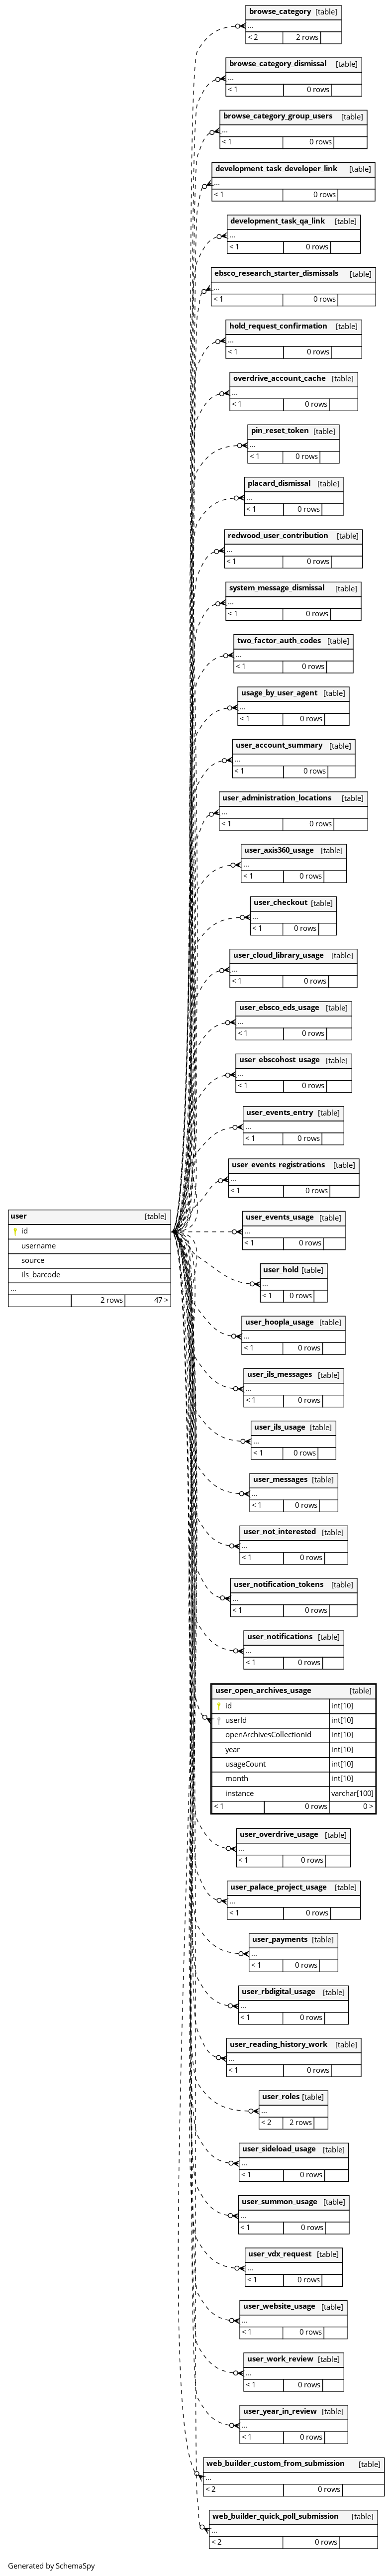 browse_category [table]
...
< 2 2 rows
browse_category_dismissal [table]
...
< 1 0 rows
browse_category_group_users [table]
...
< 1 0 rows
development_task_developer_link [table]
...
< 1 0 rows
development_task_qa_link [table]
...
< 1 0 rows
ebsco_research_starter_dismissals [table]
...
< 1 0 rows
hold_request_confirmation [table]
...
< 1 0 rows
overdrive_account_cache [table]
...
< 1 0 rows
pin_reset_token [table]
...
< 1 0 rows
placard_dismissal [table]
...
< 1 0 rows
redwood_user_contribution [table]
...
< 1 0 rows
system_message_dismissal [table]
...
< 1 0 rows
two_factor_auth_codes [table]
...
< 1 0 rows
usage_by_user_agent [table]
...
< 1 0 rows
user_account_summary [table]
...
< 1 0 rows
user_administration_locations [table]
...
< 1 0 rows
user_axis360_usage [table]
...
< 1 0 rows
user_checkout [table]
...
< 1 0 rows
user_cloud_library_usage [table]
...
< 1 0 rows
user_ebsco_eds_usage [table]
...
< 1 0 rows
user_ebscohost_usage [table]
...
< 1 0 rows
user_events_entry [table]
...
< 1 0 rows
user_events_registrations [table]
...
< 1 0 rows
user [table]
id
username
source
ils_barcode
...
2 rows 47 >
user_events_usage [table]
...
< 1 0 rows
user_hold [table]
...
< 1 0 rows
user_hoopla_usage [table]
...
< 1 0 rows
user_ils_messages [table]
...
< 1 0 rows
user_ils_usage [table]
...
< 1 0 rows
user_messages [table]
...
< 1 0 rows
user_not_interested [table]
...
< 1 0 rows
user_notification_tokens [table]
...
< 1 0 rows
user_notifications [table]
...
< 1 0 rows
user_open_archives_usage [table]
id int[10]
userId int[10]
openArchivesCollectionId int[10]
year int[10]
usageCount int[10]
month int[10]
instance varchar[100]
< 1 0 rows 0 >
user_overdrive_usage [table]
...
< 1 0 rows
user_palace_project_usage [table]
...
< 1 0 rows
user_payments [table]
...
< 1 0 rows
user_rbdigital_usage [table]
...
< 1 0 rows
user_reading_history_work [table]
...
< 1 0 rows
user_roles [table]
...
< 2 2 rows
user_sideload_usage [table]
...
< 1 0 rows
user_summon_usage [table]
...
< 1 0 rows
user_vdx_request [table]
...
< 1 0 rows
user_website_usage [table]
...
< 1 0 rows
user_work_review [table]
...
< 1 0 rows
user_year_in_review [table]
...
< 1 0 rows
web_builder_custom_from_submission [table]
...
< 2 0 rows
web_builder_quick_poll_submission [table]
...
< 2 0 rows
Generated by SchemaSpy